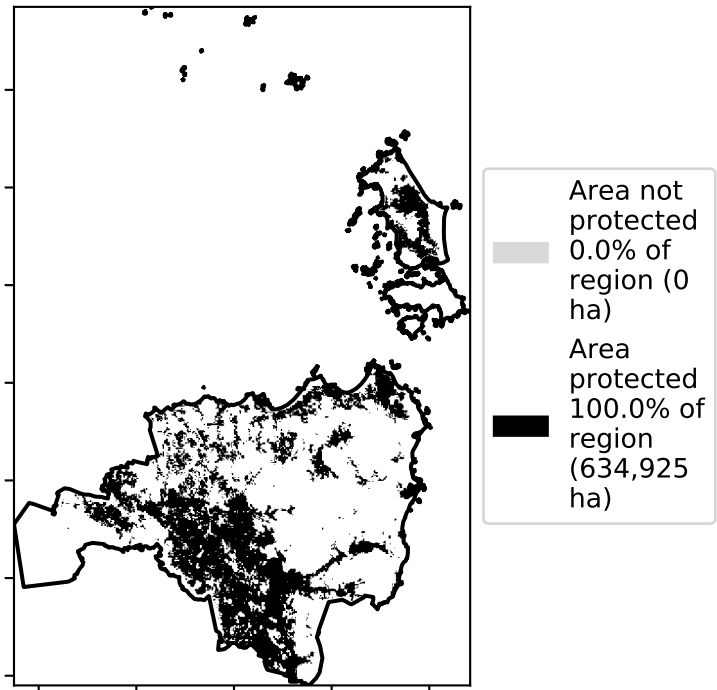 Area not
protected
0.0% of
region (0
ha)
Area
protected
100.0% of
region
(634,925
ha)